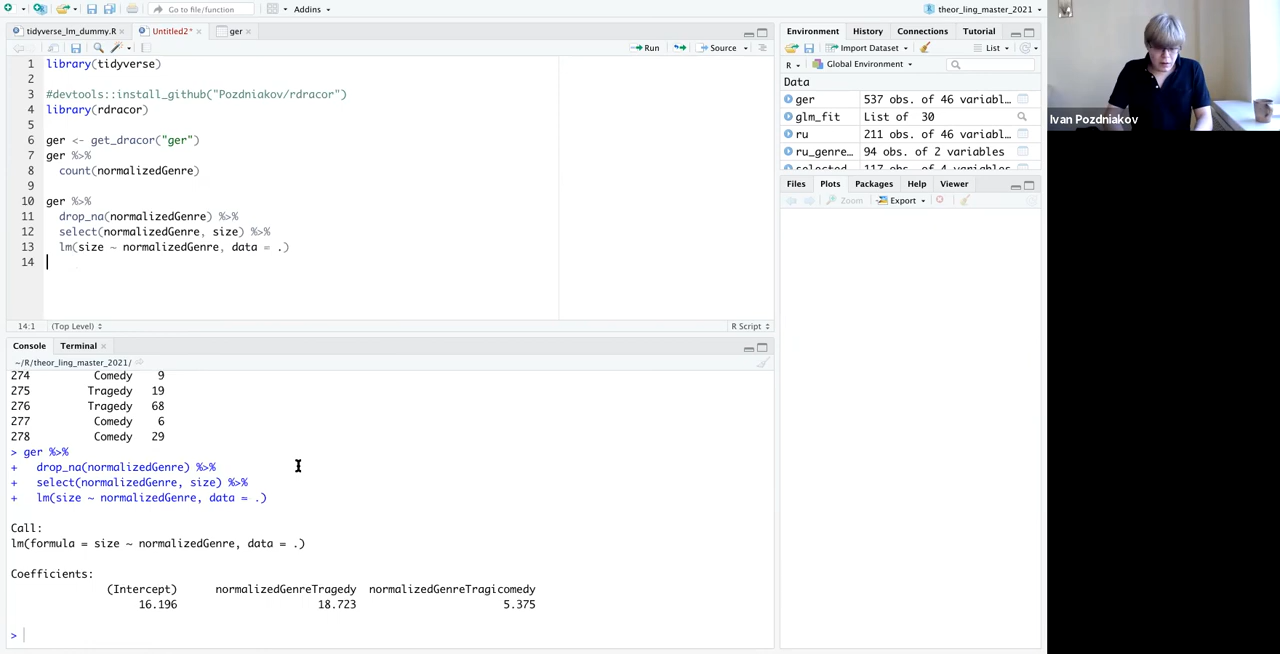 Go to file/function
Addins
theor_ling_master_2021
tidyverse_lm_dummy.R
Untitled2*
ger
Run
Source
1 library(tidyverse)
2
3 #devtools::install_github("Pozdniakov/rdracor")
4 library(rdracor)
5
6 ger <- get_dracor("ger")
7 ger %>%
8 count(normalizedGenre)
9
10 ger %>%
11 drop_na(normalizedGenre) %>%
12 select(normalizedGenre, size) %>%
13 lm(size ~ normalizedGenre, data = .)
14
14:1 (Top Level) R Script
Console Terminal
~/R/theor_ling_master_2021/
274 Comedy 9
275 Tragedy 19
276 Tragedy 68
277 Comedy 6
278 Comedy 29
> ger %>%
+ drop_na(normalizedGenre) %>%
+ select(normalizedGenre, size) %>%
+ lm(size ~ normalizedGenre, data = .)
Call:
lm(formula = size ~ normalizedGenre, data = .)
Coefficients:
(Intercept) normalizedGenreTragedy normalizedGenreTragicomedy
16.196 18.723 5.375
>
Environment History Connections Tutorial
Import Dataset List
R Global Environment
Data
ger 537 obs. of 46 variabl...
glm_fit List of 30
ru 211 obs. of 46 variabl...
ru_genre... 94 obs. of 2 variables
selected 117 obs. of 4 variables
Files Plots Packages Help Viewer
Zoom Export
Ivan Pozdniakov